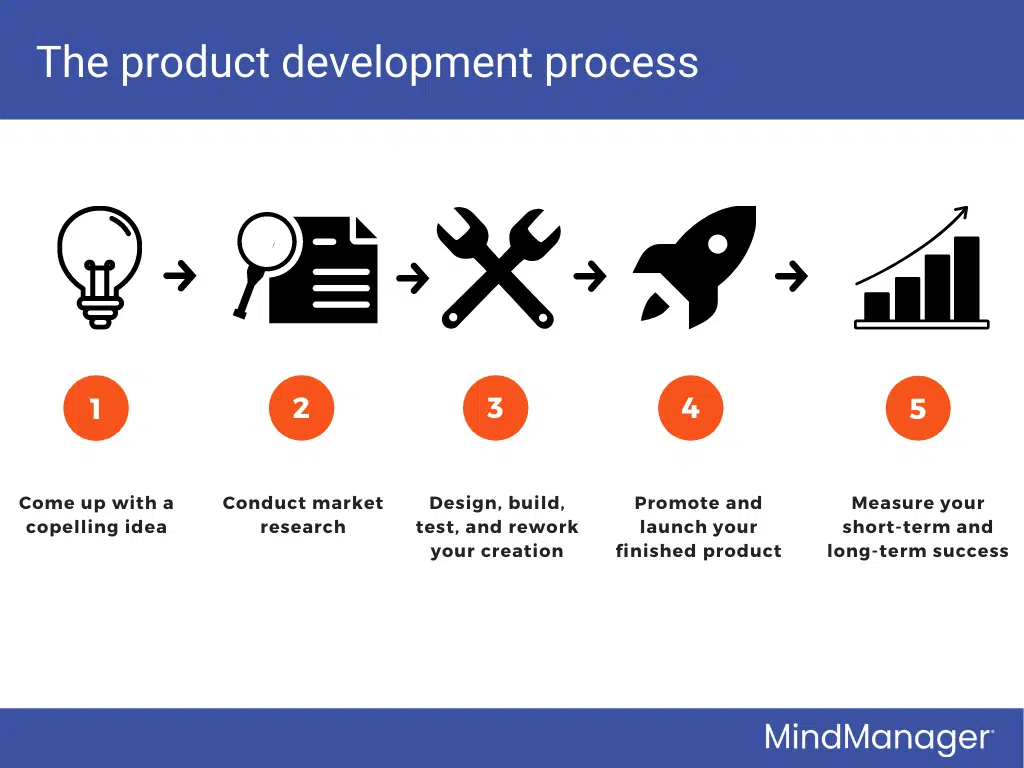 The product development process
1
2
3
4
5
Come up with a
copelling idea
Conduct market
research
Design, build,
test, and rework
your creation
Promote and
launch your
finished product
Measure your
short-term and
long-term success
MindManager